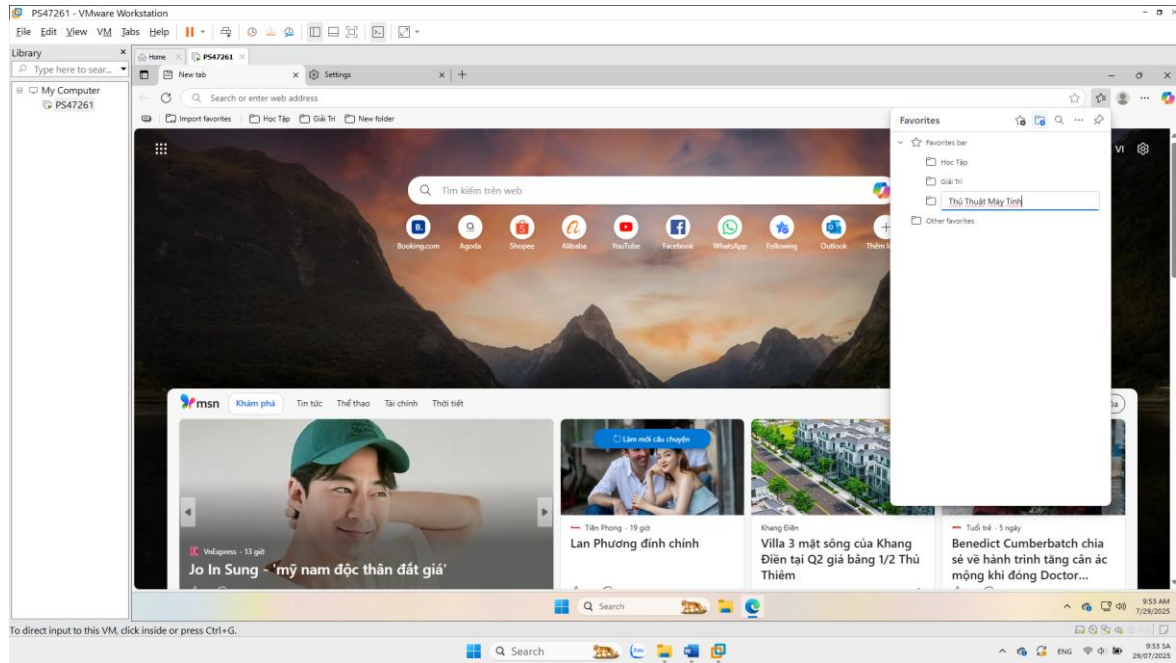 PS47261 - VMware Workstation
File Edit View VM Tabs Help
Library
Type here to sear...
My Computer
PS47261
Home
PS47261
New tab
Settings
Search or enter web address
Import favorites
Học Tập
Giải Trí
New folder
Favorites
Favorites bar
Học Tập
Giải Trí
Thủ Thuật Máy Tính
Other favorites
VI
Tìm kiếm trên web
Booking.com
Agoda
Shopee
Alibaba
YouTube
Facebook
WhatsApp
Following
Outlook
msn
Khám phá
Tin tức
Thể thao
Tài chính
Thời tiết
Làm mới câu chuyện
VnExpress - 13 giờ
Jo In Sung - 'mỹ nam độc thân đắt giá'
Tiền Phong - 19 giờ
Lan Phương đính chính
Khang Điền
Villa 3 mặt sông của Khang
Điền tại Q2 giá bằng 1/2 Thủ
Thiêm
Tuổi trẻ - 5 ngày
Benedict Cumberbatch chia
sẻ về hành trình tăng cân ác
mộng khi đóng Doctor...
Search
9:53 AM
7/29/2025
To direct input to this VM, click inside or press Ctrl+G.
Search
ENG
9:53 SA
29/07/2025